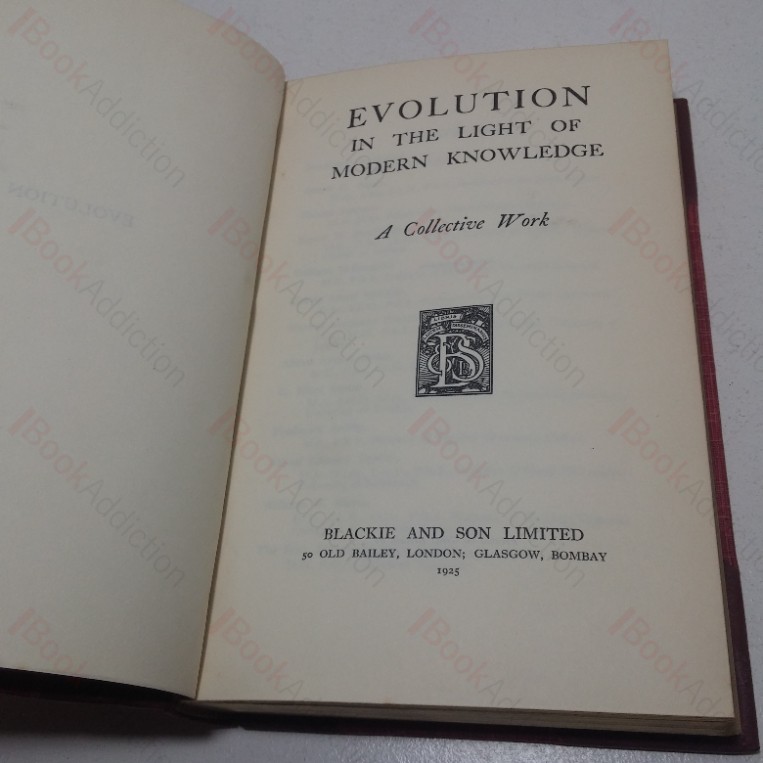 EVOLUTION
IN THE LIGHT OF
MODERN KNOWLEDGE
A Collective Work
BLACKIE AND SON LIMITED
50 OLD BAILEY, LONDON; GLASGOW, BOMBAY
1925
BookAddiction